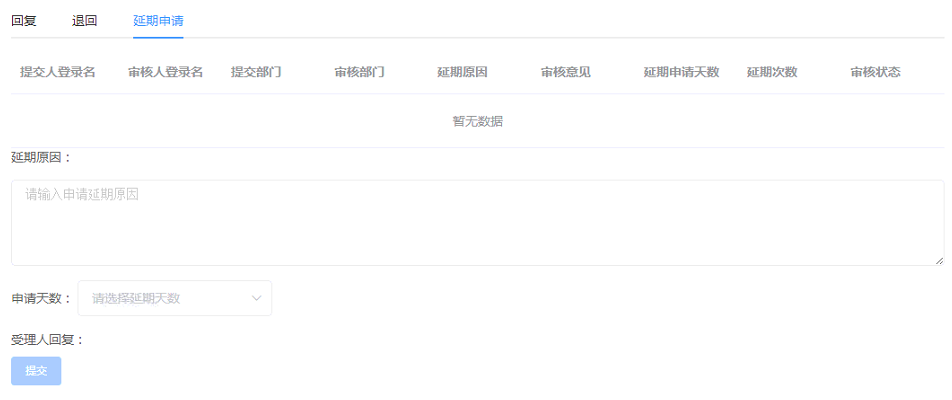 回复 退回 延期申请
提交人登录名 审核人登录名 提交部门 审核部门 延期原因 审核意见 延期申请天数 延期次数 审核状态
暂无数据
延期原因：
请输入申请延期原因
申请天数： 请选择延期天数
受理人回复：
提交